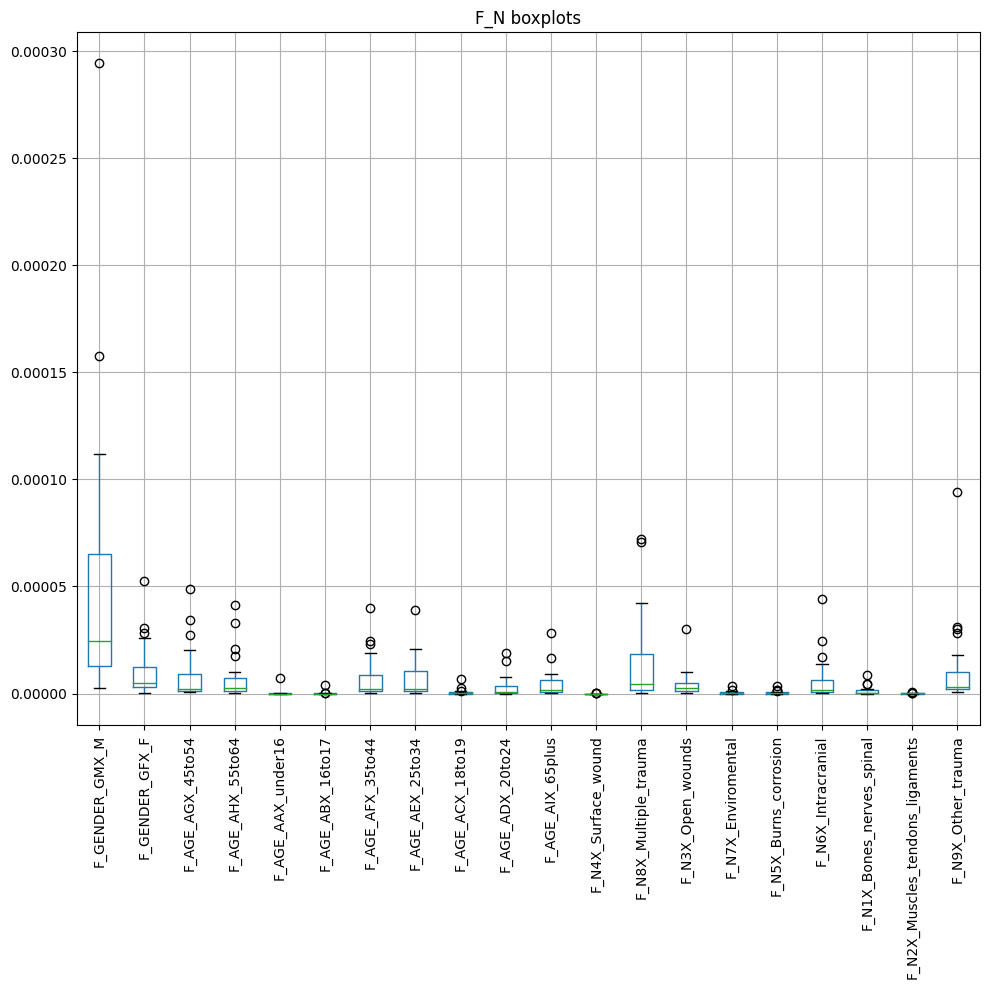 F_N boxplots
0.00030
0.00025
0.00020
0.00015
0.00010
0.00005
0.00000
F_GENDER_GMX_M
F_GENDER_GFX_F
F_AGE_AGX_45to54
F_AGE_AHX_55to64
F_AGE_AAX_under16
F_AGE_ABX_16to17
F_AGE_AFX_35to44
F_AGE_AEX_25to34
F_AGE_ACX_18to19
F_AGE_ADX_20to24
F_AGE_AIX_65plus
F_N4X_Surface_wound
F_N8X_Multiple_trauma
F_N3X_Open_wounds
F_N7X_Enviromental
F_N5X_Burns_corrosion
F_N6X_Intracranial
F_N1X_Bones_nerves_spinal
F_N2X_Muscles_tendons_ligaments
F_N9X_Other_trauma